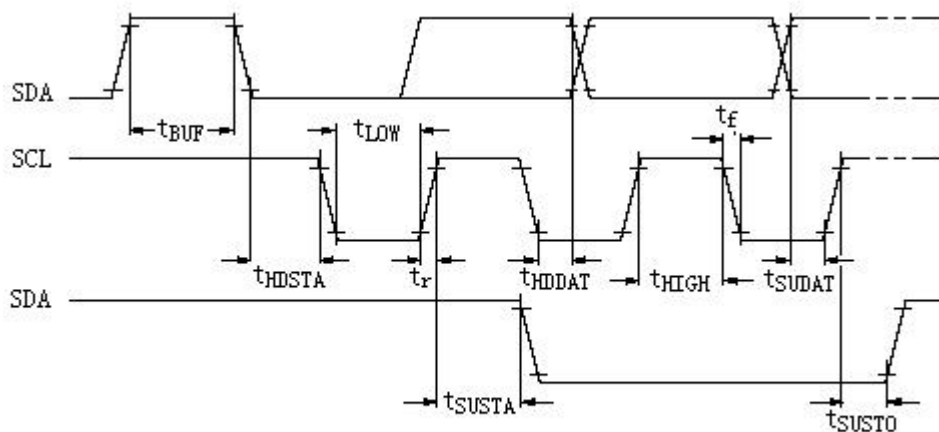 SDA
tBUF
tLOW
tf
SCL
tHDSTA
tr
tHDDAT
tHIGH
tSUDAT
SDA
tSUSTA
tSUSTO